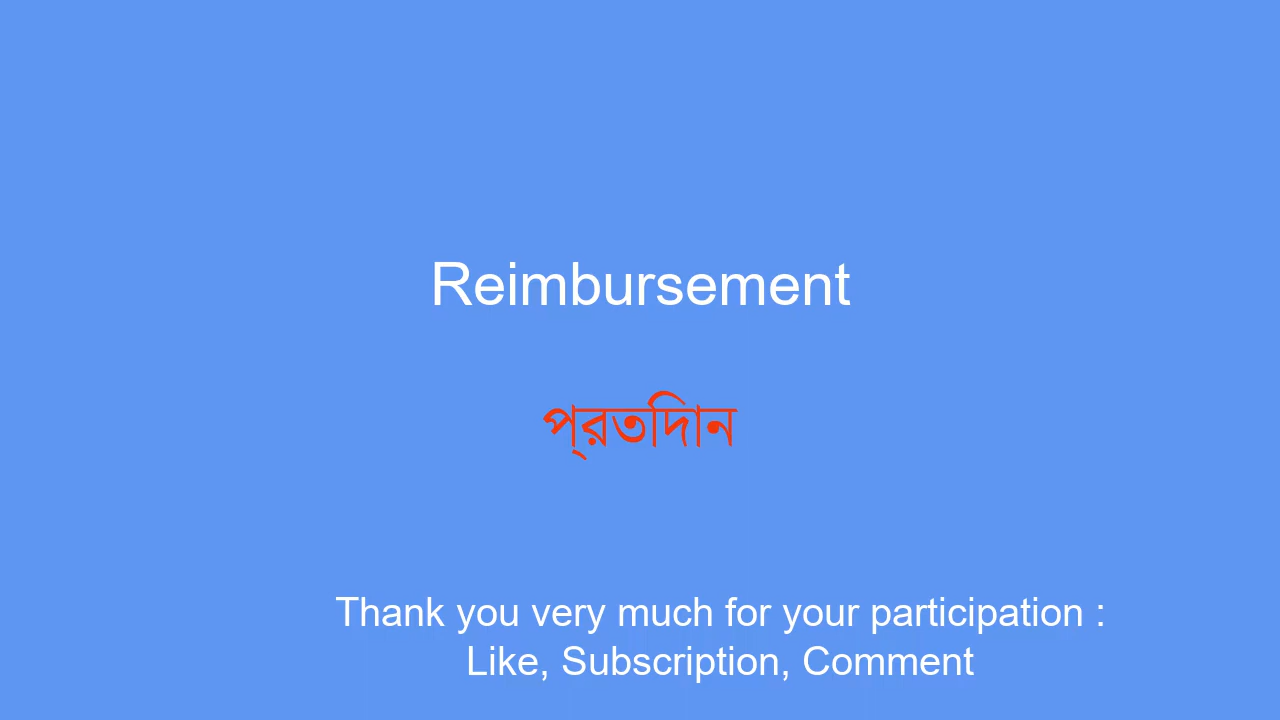 Reimbursement
প্রতিদান
Thank you very much for your participation :
Like, Subscription, Comment